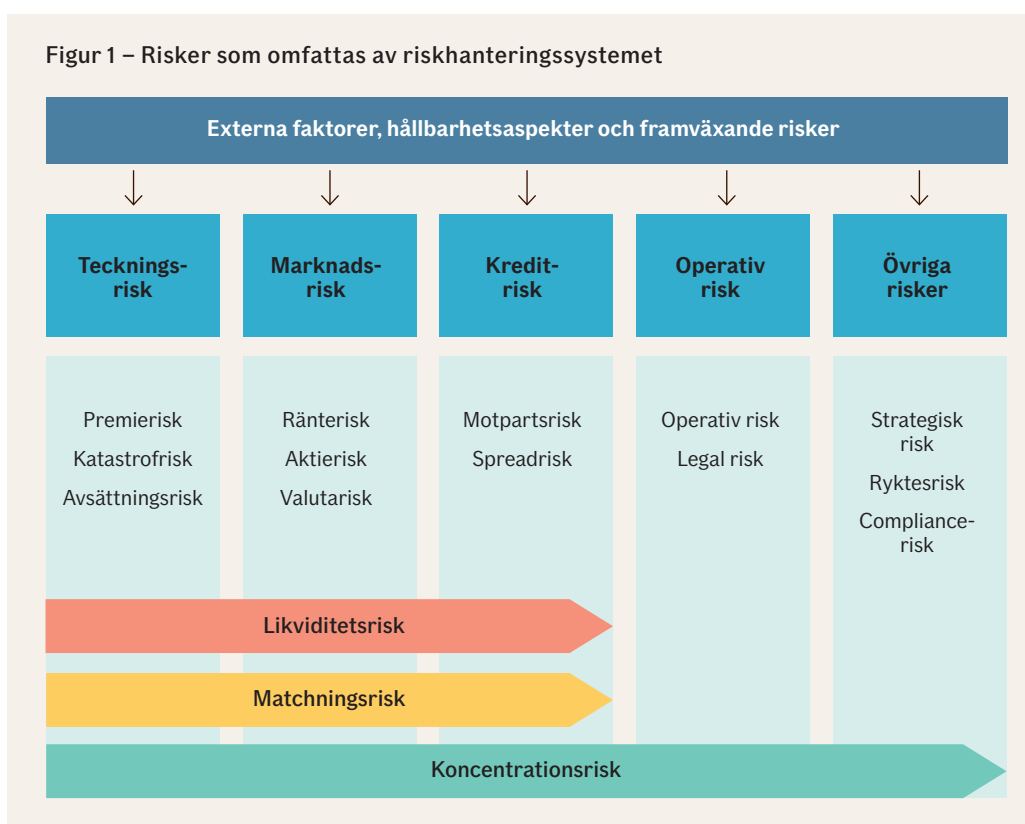 Figur 1 – Risker som omfattas av riskhanteringssystemet
Externa faktorer, hållbarhetsaspekter och framväxande risker
Tecknings-
risk
Marknads-
risk
Kredit-
risk
Operativ
risk
Övriga
risker
Premierisk
Katastrofrisk
Avsättningsrisk
Ränterisk
Aktierisk
Valutarisk
Motpartsrisk
Spreadrisk
Operativ risk
Legal risk
Strategisk
risk
Ryktesrisk
Compliance-
risk
Likviditetsrisk
Matchningsrisk
Koncentrationsrisk